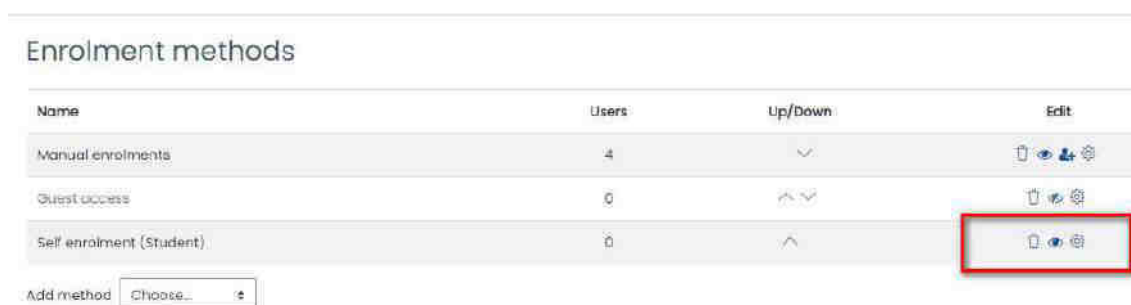 Enrolment methods
Name Users Up/Down Edit
Manual enrolments 4
Guest access 0
Self enrolment (Student) 0
Add method Choose...